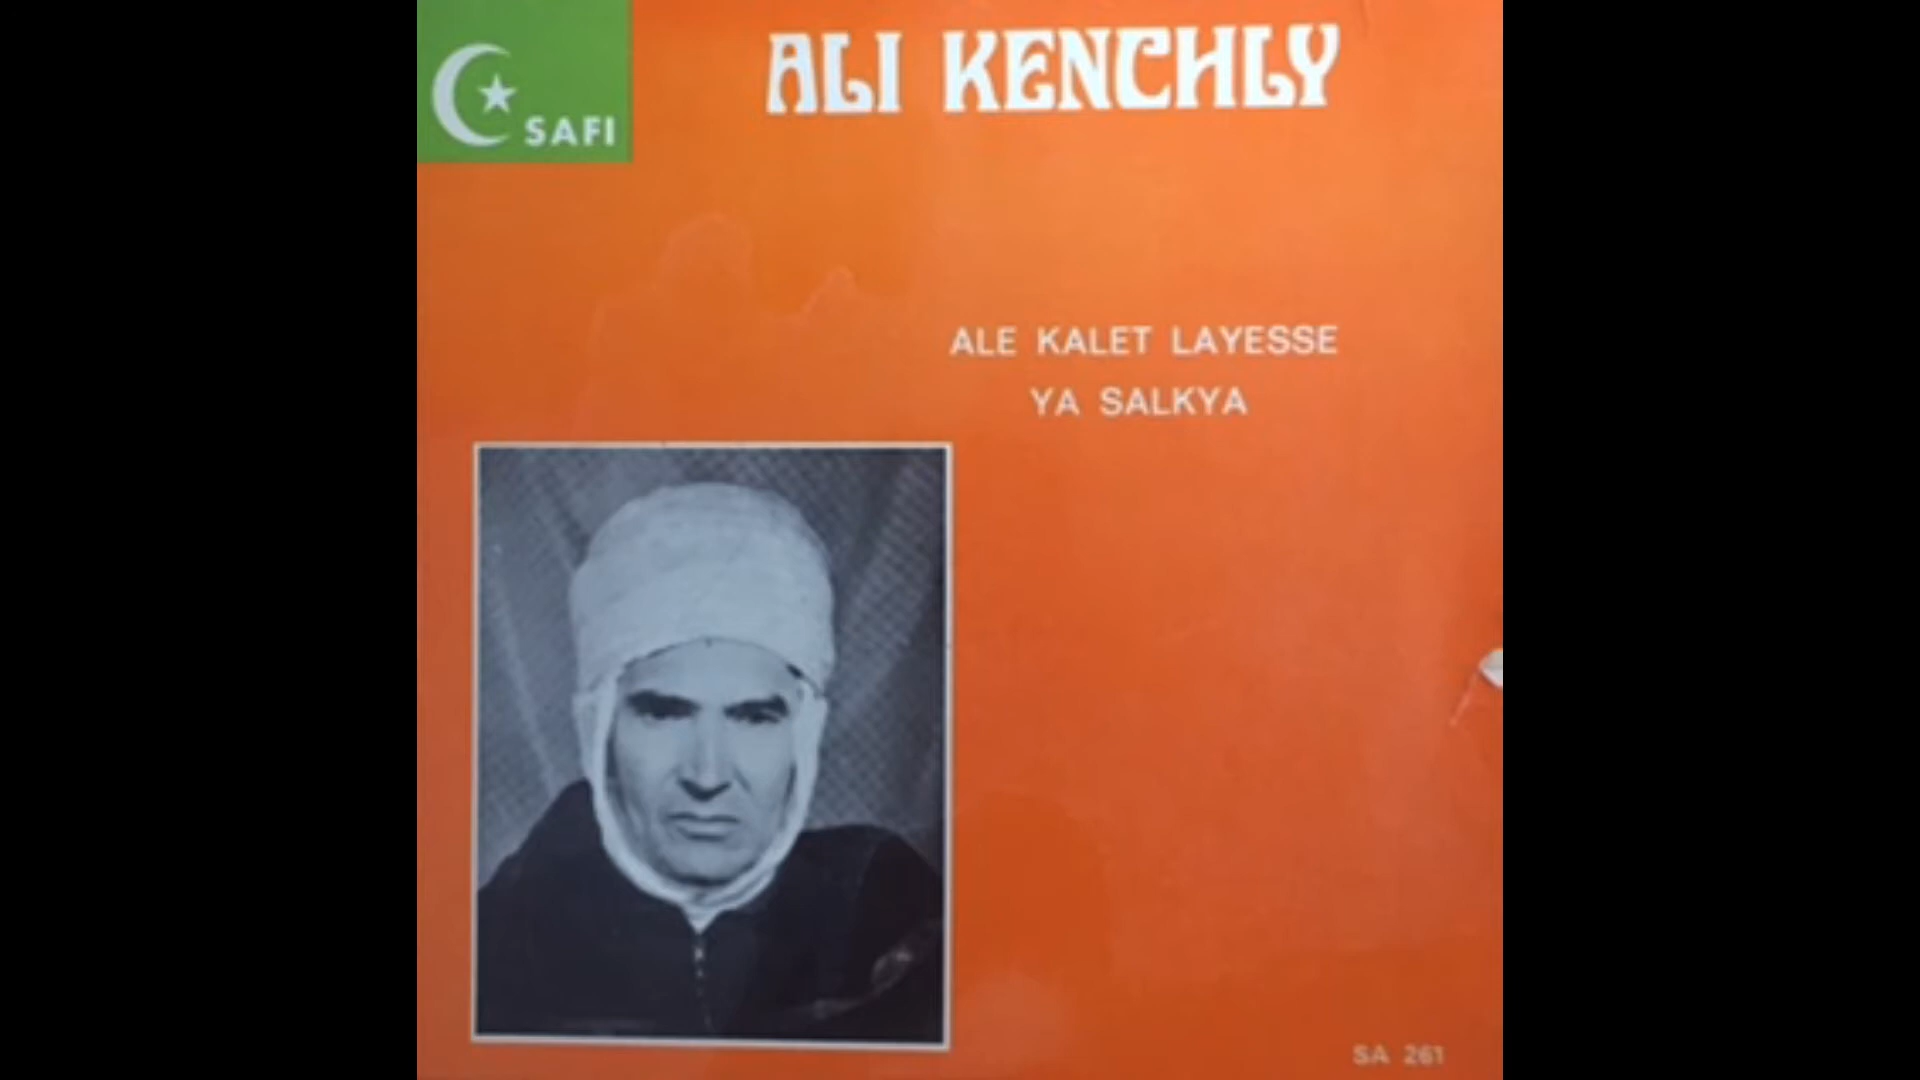 SAFI
ALI KENCHLY
ALE KALET LAYESSE
YA SALKYA
SA 261